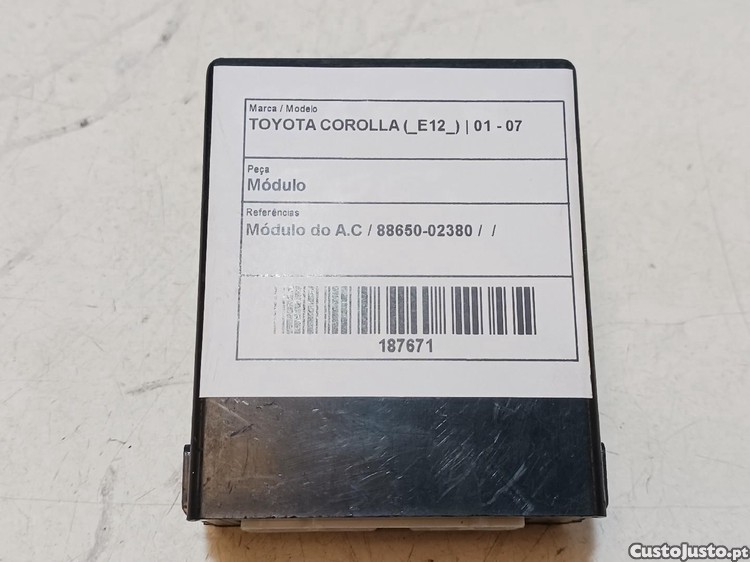 Marca / Modelo
TOYOTA COROLLA (_E12_) | 01 - 07
Peça
Módulo
Referências
Módulo do A.C / 88650-02380 / /
187671
CustoJusto.pt